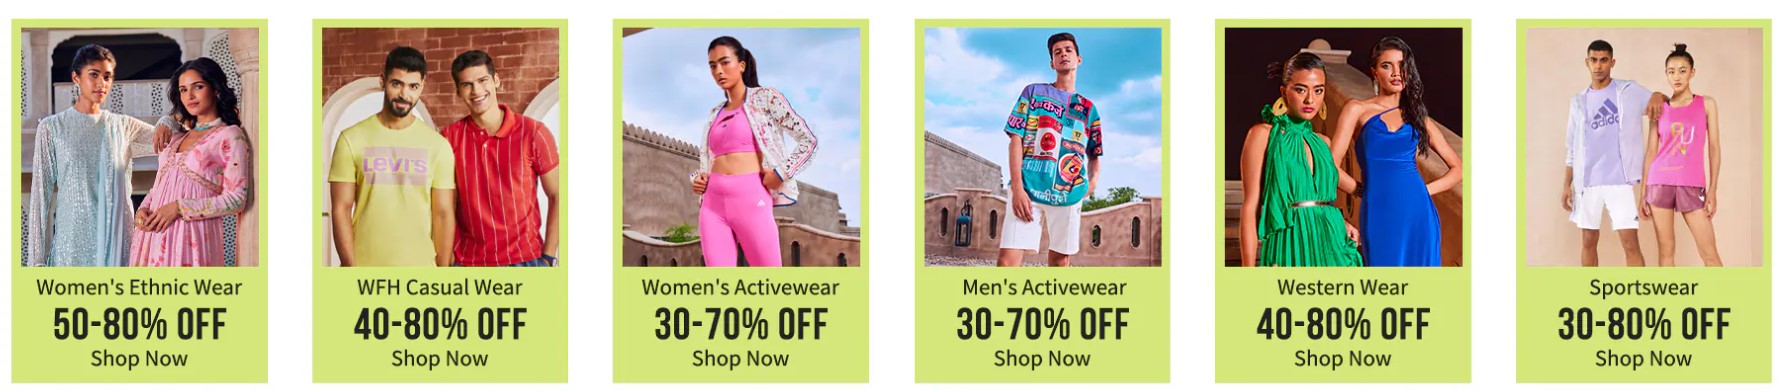 Women's Ethnic Wear
50-80% OFF
Shop Now
LEVI'S
WFH Casual Wear
40-80% OFF
Shop Now
Women's Activewear
30-70% OFF
Shop Now
Men's Activewear
30-70% OFF
Shop Now
Western Wear
40-80% OFF
Shop Now
adidas
Sportswear
30-80% OFF
Shop Now